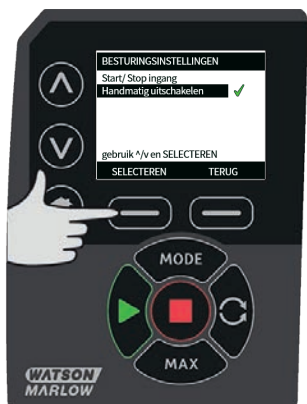 BESTURINGSINSTELLINGEN
Start/ Stop ingang
Handmatig uitschakelen
gebruik ^/v en SELECTEREN
SELECTEREN TERUG
MODE
MAX
WATSON
MARLOW